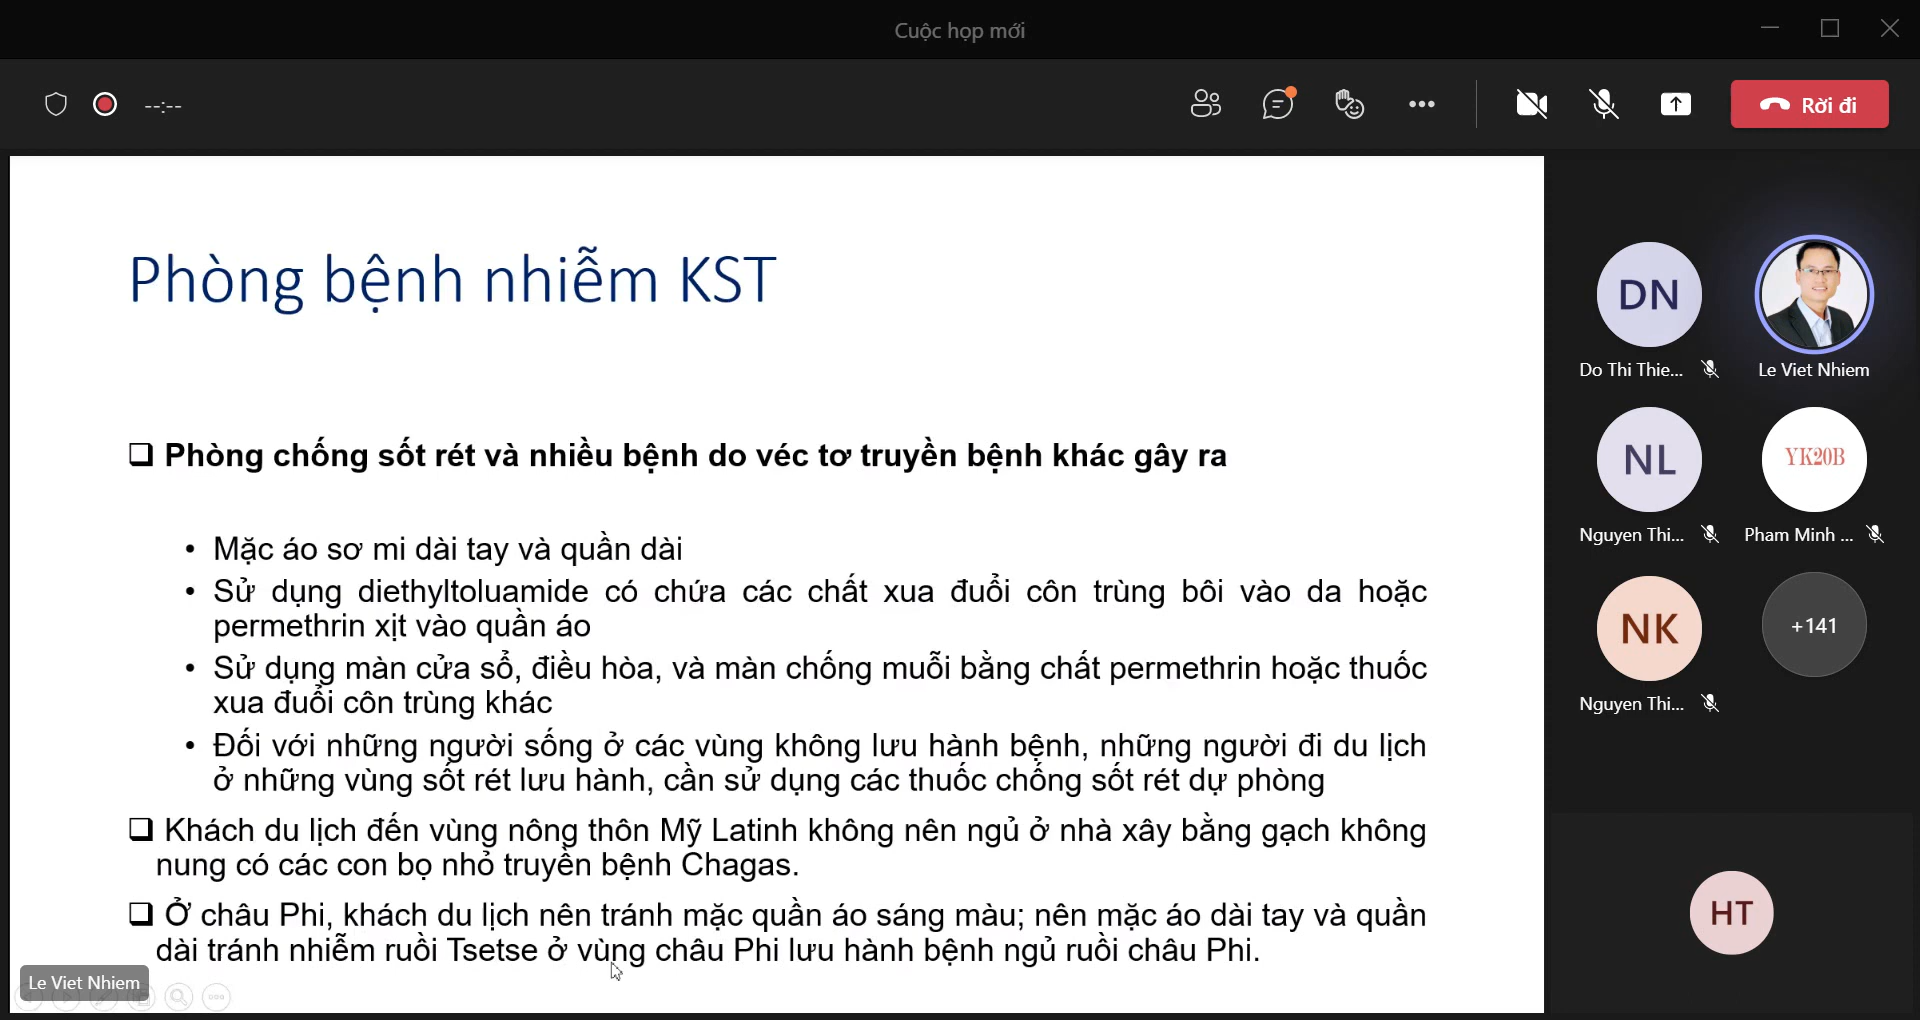 Cuộc họp mới
--:--
Rời đi
Phòng bệnh nhiễm KST
❑ Phòng chống sốt rét và nhiều bệnh do véc tơ truyền bệnh khác gây ra
• Mặc áo sơ mi dài tay và quần dài
• Sử dụng diethyltoluamide có chứa các chất xua đuổi côn trùng bôi vào da hoặc
permethrin xịt vào quần áo
• Sử dụng màn cửa sổ, điều hòa, và màn chống muỗi bằng chất permethrin hoặc thuốc
xua đuổi côn trùng khác
• Đối với những người sống ở các vùng không lưu hành bệnh, những người đi du lịch
ở những vùng sốt rét lưu hành, cần sử dụng các thuốc chống sốt rét dự phòng
❑ Khách du lịch đến vùng nông thôn Mỹ Latinh không nên ngủ ở nhà xây bằng gạch không
nung có các con bọ nhỏ truyền bệnh Chagas.
❑ Ở châu Phi, khách du lịch nên tránh mặc quần áo sáng màu; nên mặc áo dài tay và quần
dài tránh nhiễm ruồi Tsetse ở vùng châu Phi lưu hành bệnh ngủ ruồi châu Phi.
Le Viet Nhiem
DN
Do Thi Thie...
Le Viet Nhiem
NL
YK20B
Nguyen Thi...
Pham Minh ...
NK
+141
Nguyen Thi...
HT